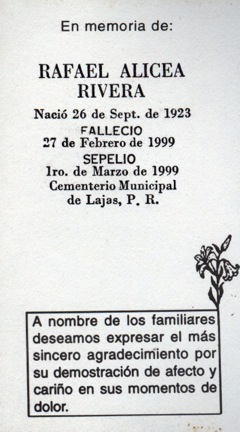 En memoria de:
RAFAEL ALICEA
RIVERA
Nació 26 de Sept. de 1923
FALLECIO
27 de Febrero de 1999
SEPELIO
1ro. de Marzo de 1999
Cementerio Municipal
de Lajas, P. R.
A nombre de los familiares
deseamos expresar el más
sincero agradecimiento por
su demostración de afecto y
cariño en sus momentos de
dolor.